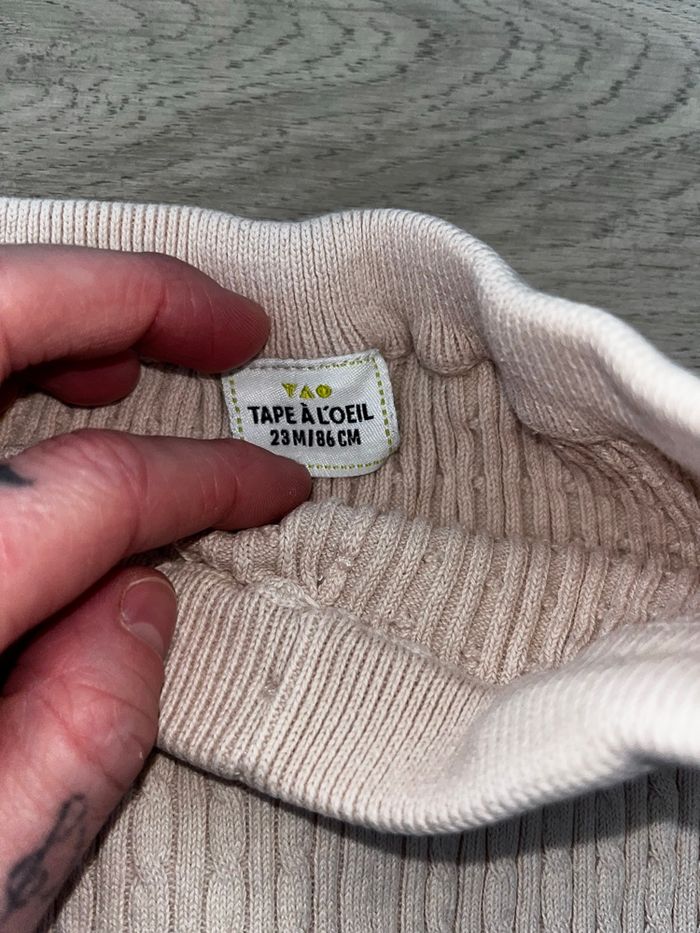 TAO
TAPE À L'OEIL
23M/86CM